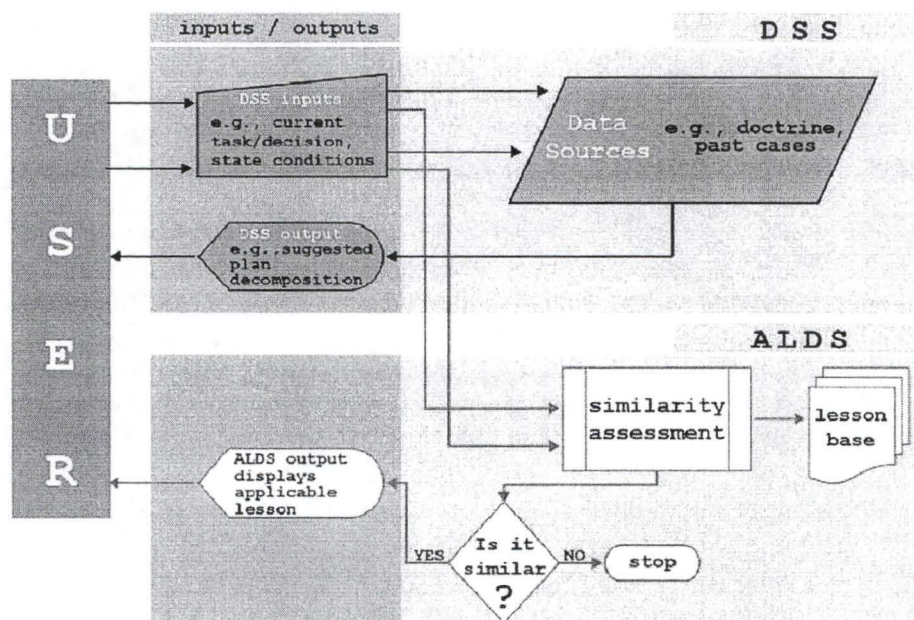 inputs / outputs
DSS
USER
DSS inputs
e.g., current
task/decision,
state conditions
Data
Sources
e.g., doctrine,
past cases
DSS output
e.g.,suggested
plan
decomposition
ALDS
similarity
assessment
lesson
base
ALDS output
displays
applicable
lesson
Is it
similar
?
YES
NO
stop